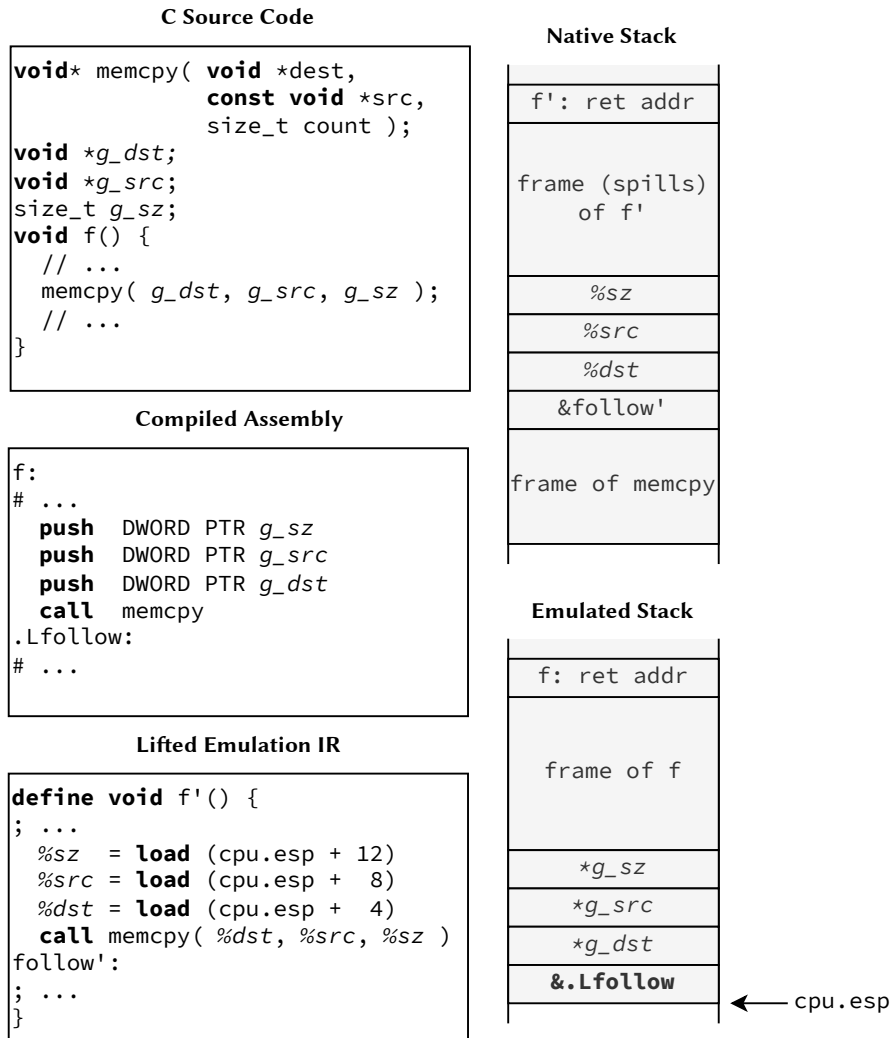 C Source Code
void* memcpy( void *dest,
const void *src,
size_t count );
void *g_dst;
void *g_src;
size_t g_sz;
void f() {
// ...
memcpy( g_dst, g_src, g_sz );
// ...
}
Compiled Assembly
f:
# ...
push DWORD PTR g_sz
push DWORD PTR g_src
push DWORD PTR g_dst
call memcpy
.Lfollow:
# ...
Lifted Emulation IR
define void f'() {
; ...
%sz = load (cpu.esp + 12)
%src = load (cpu.esp + 8)
%dst = load (cpu.esp + 4)
call memcpy( %dst, %src, %sz )
follow':
; ...
}
Native Stack
f': ret addr
frame (spills)
of f'
%sz
%src
%dst
&follow'
frame of memcpy
Emulated Stack
f: ret addr
frame of f
*g_sz
*g_src
*g_dst
&.Lfollow
cpu.esp